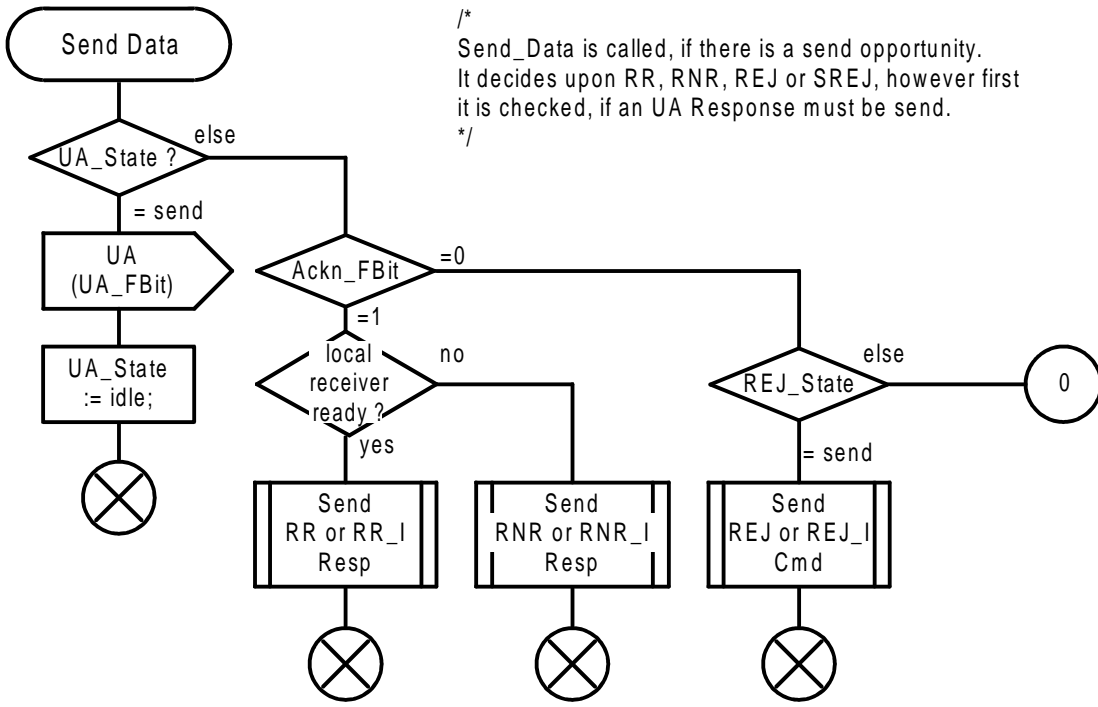 Send Data
/*
Send_Data is called, if there is a send opportunity.
It decides upon RR, RNR, REJ or SREJ, however first
it is checked, if an UA Response must be send.
*/
UA_State ?
else
= send
UA
(UA_FBit)
UA_State
:= idle;
Ackn_FBit
=0
=1
local
receiver
ready ?
no
yes
REJ_State
else
0
= send
Send
RR or RR_I
Resp
Send
RNR or RNR_I
Resp
Send
REJ or REJ_I
Cmd